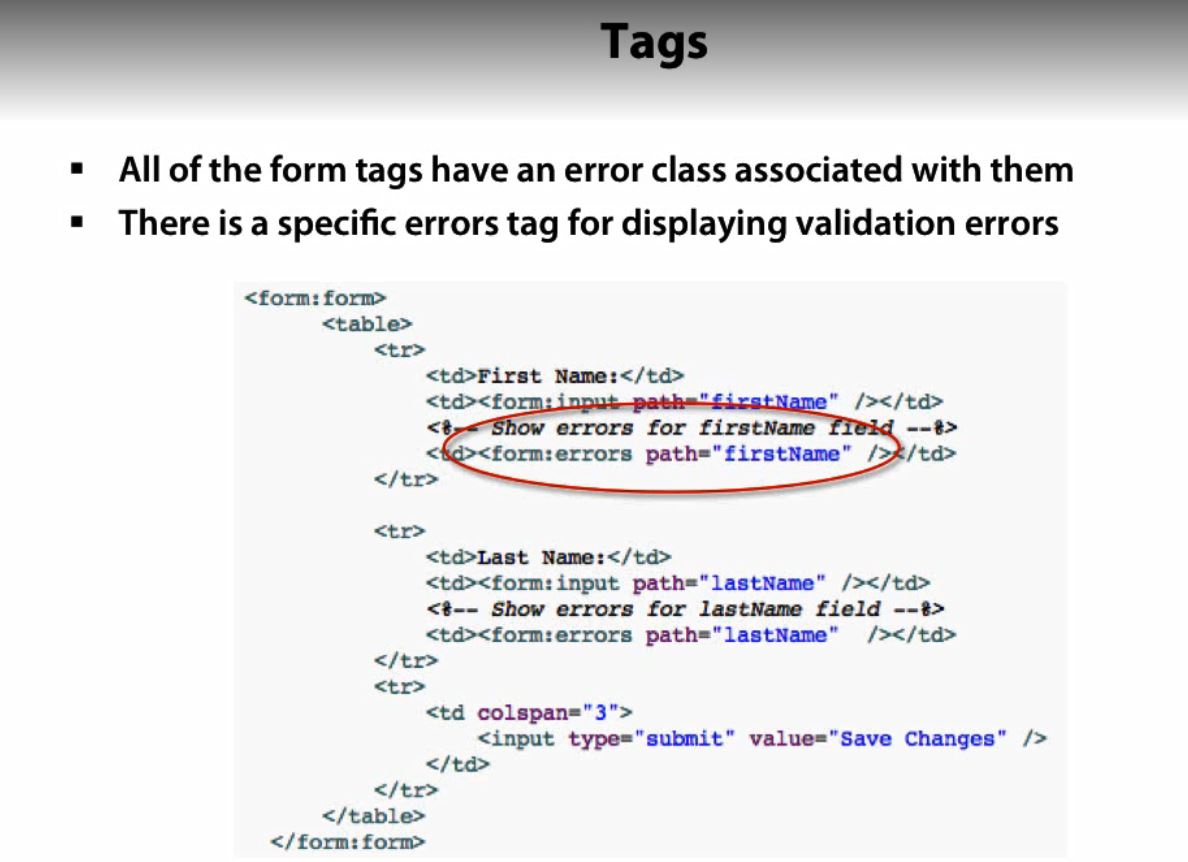 Tags
▪ All of the form tags have an error class associated with them
▪ There is a specific errors tag for displaying validation errors
<form:form>
<table>
<tr>
<td>First Name:</td>
<td><form:input path="firstName" /></td>
<%-- Show errors for firstName field --%>
<td><form:errors path="firstName" /></td>
</tr>
<tr>
<td>Last Name:</td>
<td><form:input path="lastName" /></td>
<%-- Show errors for lastName field --%>
<td><form:errors path="lastName"  /></td>
</tr>
<tr>
<td colspan="3">
<input type="submit" value="Save Changes" />
</td>
</tr>
</table>
</form:form>